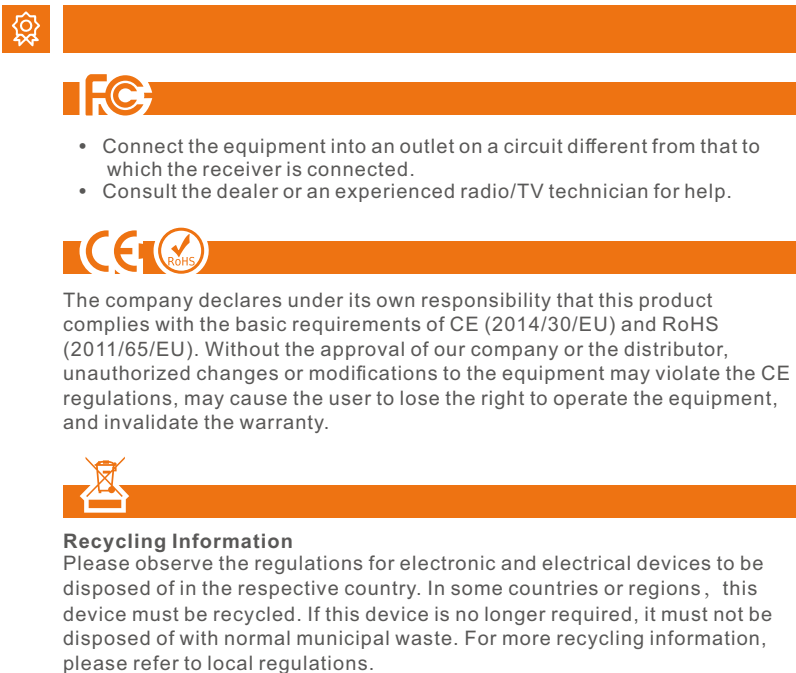 FC
• Connect the equipment into an outlet on a circuit different from that to
which the receiver is connected.
• Consult the dealer or an experienced radio/TV technician for help.
CE RoHS
The company declares under its own responsibility that this product
complies with the basic requirements of CE (2014/30/EU) and RoHS
(2011/65/EU). Without the approval of our company or the distributor,
unauthorized changes or modifications to the equipment may violate the CE
regulations, may cause the user to lose the right to operate the equipment,
and invalidate the warranty.
Recycling Information
Please observe the regulations for electronic and electrical devices to be
disposed of in the respective country. In some countries or regions，this
device must be recycled. If this device is no longer required, it must not be
disposed of with normal municipal waste. For more recycling information,
please refer to local regulations.